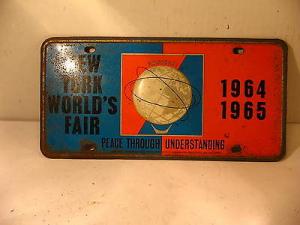 NEW
YORK
WORLD'S
FAIR
1964
1965
PEACE THROUGH UNDERSTANDING